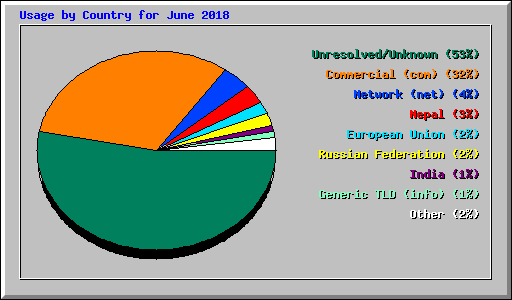 Usage by Country for June 2018
Unresolved/Unknown (53%)
Commercial (com) (32%)
Network (net) (4%)
Nepal (3%)
European Union (2%)
Russian Federation (2%)
India (1%)
Generic TLD (info) (1%)
Other (2%)